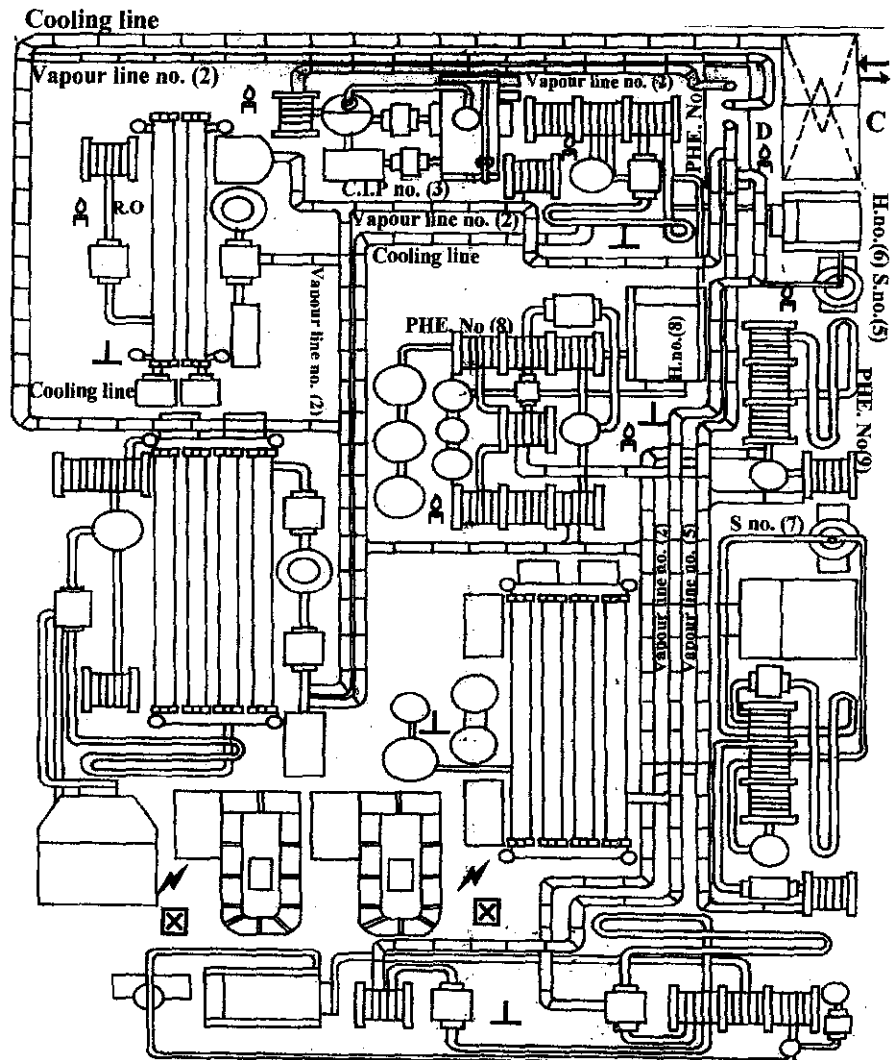 Cooling line
Vapour line no. (2)
Vapour line no. (2)
PHE. No
D
C
C.I.P no. (3)
R.O
Vapour line no. (2)
Cooling line
H.no.(6) S.no.(5)
Vapour line no. (2)
PHE. No (8)
H.no.(8)
Cooling line
PHE. No(9)
S no. (7)
Vapour line no. (2)
Vapour line no. (5)